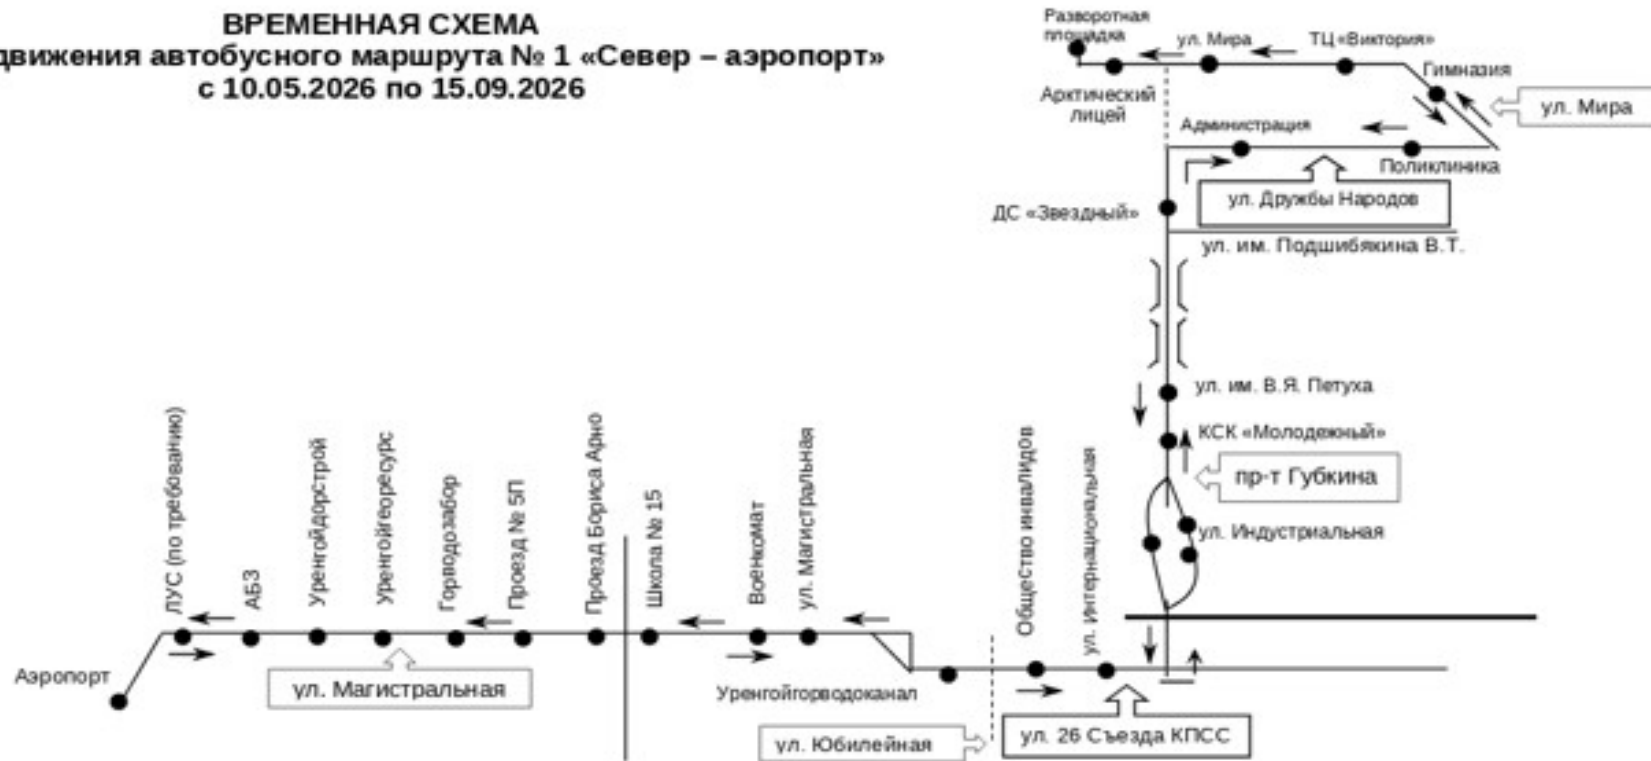 ВРЕМЕННАЯ СХЕМА
движения автобусного маршрута № 1 «Север – аэропорт»
с 10.05.2026 по 15.09.2026
Разворотная
площадка
ул. Мира
ТЦ «Виктория»
Гимназия
Арктический
лицей
ул. Мира
Администрация
Поликлиника
ул. Дружбы Народов
ДС «Звездный»
ул. им. Подшибякина В.Т.
ул. им. В.Я. Петуха
КСК «Молодежный»
пр-т Губкина
ул. Индустриальная
ЛУС (по требованию)
АБЗ
Уренгойдорстрой
Уренгойгеоресурс
Горводозабор
Проезд № 5П
Проезд Бориса Арно
Школа № 15
Военкомат
ул. Магистральная
Общество инвалидов
ул. Интернациональная
Аэропорт
ул. Магистральная
Уренгойгорводоканал
ул. Юбилейная
ул. 26 Съезда КПСС